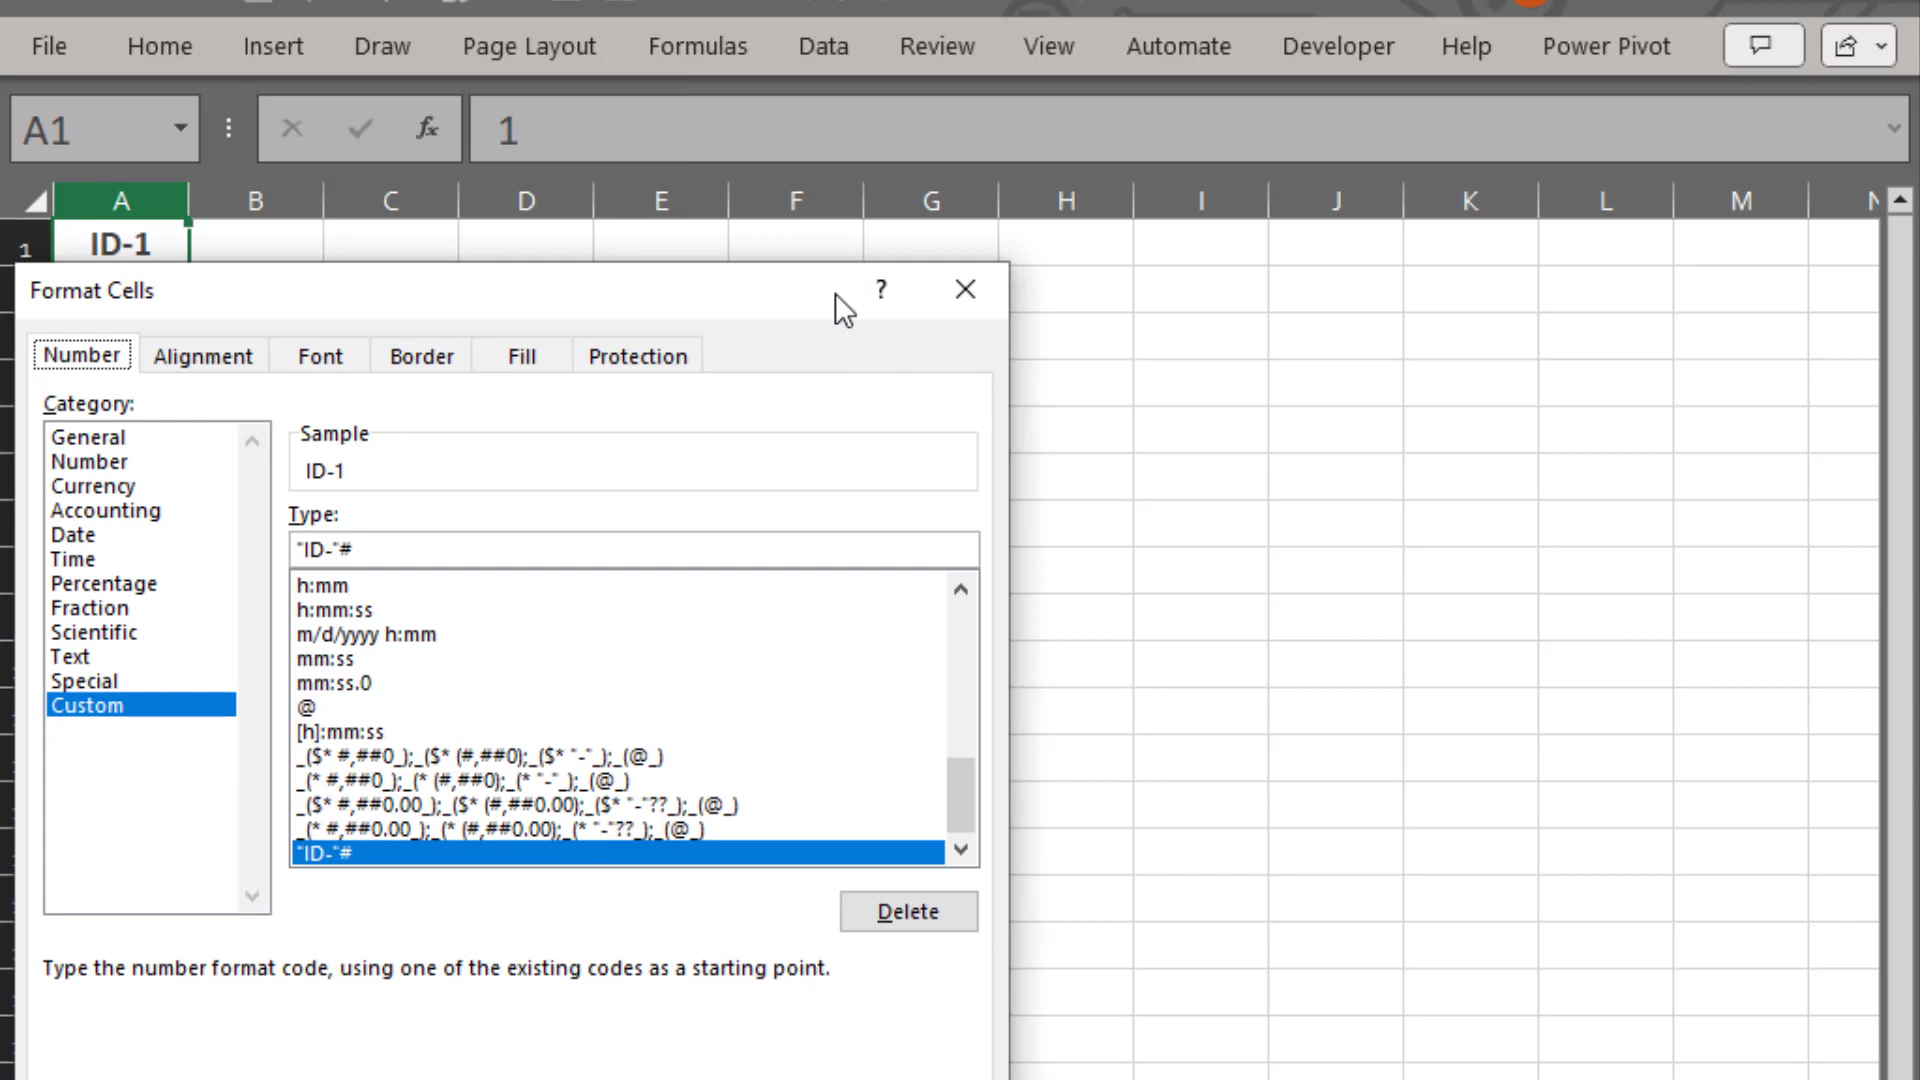 File Home Insert Draw Page Layout Formulas Data Review View Automate Developer Help Power Pivot
A1 fx 1
A B C D E F G H I J K L M N
1 ID-1
Format Cells ?
Number Alignment Font Border Fill Protection
Category:
General
Number
Currency
Accounting
Date
Time
Percentage
Fraction
Scientific
Text
Special
Custom
Sample
ID-1
Type:
"ID-"#
h:mm
h:mm:ss
m/d/yyyy h:mm
mm:ss
mm:ss.0
@
[h]:mm:ss
_($* #,##0_);_($* (#,##0);_($* "-"_);_(@_)
_(* #,##0_);_(* (#,##0);_(* "-"_);_(@_)
_($* #,##0.00_);_($* (#,##0.00);_($* "-"??_);_(@_)
_(* #,##0.00_);_(* (#,##0.00);_(* "-"??_);_(@_)
"ID-"#
Delete
Type the number format code, using one of the existing codes as a starting point.